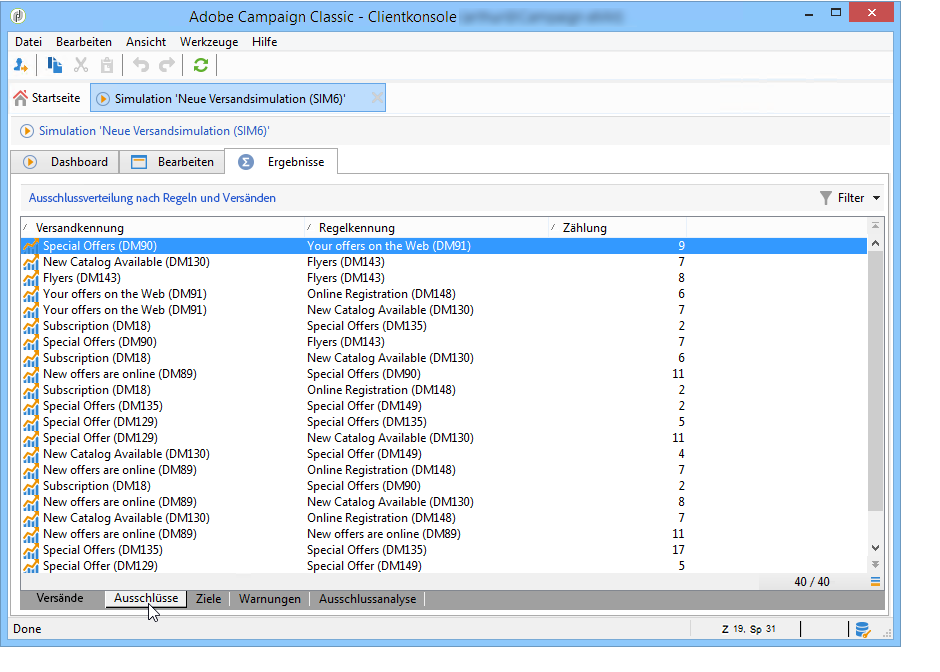 Adobe Campaign Classic - Clientkonsole
Datei Bearbeiten Ansicht Werkzeuge Hilfe
Startseite Simulation 'Neue Versandsimulation (SIM6)'
Simulation 'Neue Versandsimulation (SIM6)'
Dashboard Bearbeiten Σ Ergebnisse
Ausschlussverteilung nach Regeln und Versänden Filter
Versandkennung Regelkennung Zählung
Special Offers (DM90) Your offers on the Web (DM91) 9
New Catalog Available (DM130) Flyers (DM143) 7
Flyers (DM143) Flyers (DM143) 8
Your offers on the Web (DM91) Online Registration (DM148) 6
Your offers on the Web (DM91) New Catalog Available (DM130) 7
Subscription (DM18) Special Offers (DM135) 2
Special Offers (DM90) Flyers (DM143) 7
Subscription (DM18) New Catalog Available (DM130) 6
New offers are online (DM89) Special Offers (DM90) 11
Subscription (DM18) Online Registration (DM148) 2
Special Offers (DM135) Special Offer (DM149) 2
Special Offer (DM129) Special Offers (DM135) 5
Special Offer (DM129) New Catalog Available (DM130) 11
New Catalog Available (DM130) Special Offer (DM149) 4
New offers are online (DM89) Online Registration (DM148) 7
Subscription (DM18) Special Offers (DM90) 2
New offers are online (DM89) New Catalog Available (DM130) 8
New Catalog Available (DM130) Online Registration (DM148) 7
New offers are online (DM89) New offers are online (DM89) 11
Special Offers (DM135) Special Offers (DM135) 17
Special Offer (DM129) Special Offer (DM149) 5
40 / 40
Versände Ausschlüsse Ziele Warnungen Ausschlussanalyse
Done Z 19, Sp 31